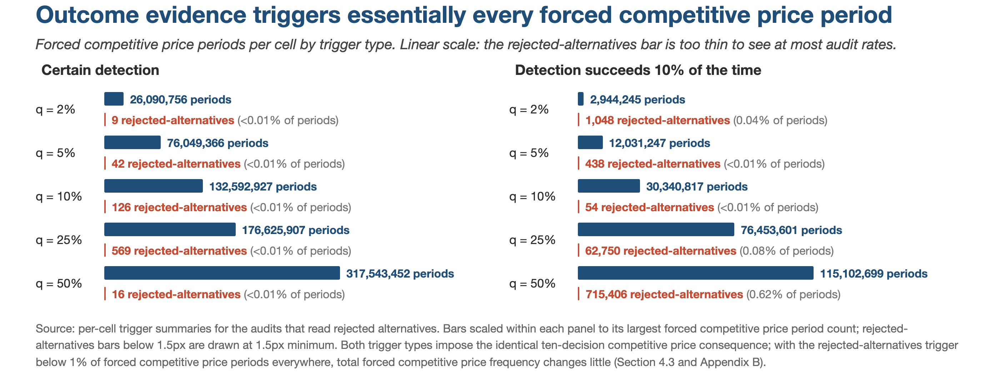 Outcome evidence triggers essentially every forced competitive price period
Forced competitive price periods per cell by trigger type. Linear scale: the rejected-alternatives bar is too thin to see at most audit rates.
Certain detection
q = 2%
26,090,756 periods
9 rejected-alternatives (<0.01% of periods)
q = 5%
76,049,366 periods
42 rejected-alternatives (<0.01% of periods)
q = 10%
132,592,927 periods
126 rejected-alternatives (<0.01% of periods)
q = 25%
176,625,907 periods
569 rejected-alternatives (<0.01% of periods)
q = 50%
317,543,452 periods
16 rejected-alternatives (<0.01% of periods)
Detection succeeds 10% of the time
q = 2%
2,944,245 periods
1,048 rejected-alternatives (0.04% of periods)
q = 5%
12,031,247 periods
438 rejected-alternatives (<0.01% of periods)
q = 10%
30,340,817 periods
54 rejected-alternatives (<0.01% of periods)
q = 25%
76,453,601 periods
62,750 rejected-alternatives (0.08% of periods)
q = 50%
115,102,699 periods
715,406 rejected-alternatives (0.62% of periods)
Source: per-cell trigger summaries for the audits that read rejected alternatives. Bars scaled within each panel to its largest forced competitive price period count; rejected-
alternatives bars below 1.5px are drawn at 1.5px minimum. Both trigger types impose the identical ten-decision competitive price consequence; with the rejected-alternatives trigger
below 1% of forced competitive price periods everywhere, total forced competitive price frequency changes little (Section 4.3 and Appendix B).